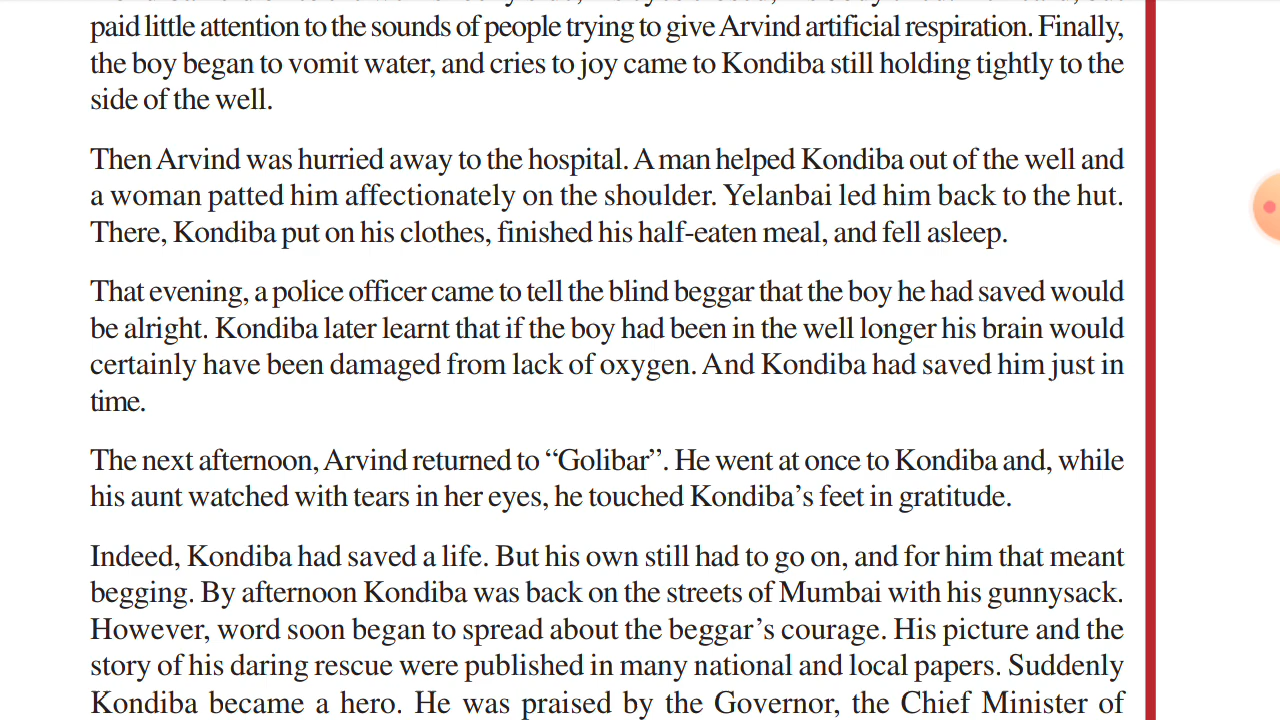 paid little attention to the sounds of people trying to give Arvind artificial respiration. Finally,
the boy began to vomit water, and cries to joy came to Kondiba still holding tightly to the
side of the well.
Then Arvind was hurried away to the hospital. A man helped Kondiba out of the well and
a woman patted him affectionately on the shoulder. Yelanbai led him back to the hut.
There, Kondiba put on his clothes, finished his half-eaten meal, and fell asleep.
That evening, a police officer came to tell the blind beggar that the boy he had saved would
be alright. Kondiba later learnt that if the boy had been in the well longer his brain would
certainly have been damaged from lack of oxygen. And Kondiba had saved him just in
time.
The next afternoon, Arvind returned to “Golibar”. He went at once to Kondiba and, while
his aunt watched with tears in her eyes, he touched Kondiba’s feet in gratitude.
Indeed, Kondiba had saved a life. But his own still had to go on, and for him that meant
begging. By afternoon Kondiba was back on the streets of Mumbai with his gunnysack.
However, word soon began to spread about the beggar’s courage. His picture and the
story of his daring rescue were published in many national and local papers. Suddenly
Kondiba became a hero. He was praised by the Governor, the Chief Minister of